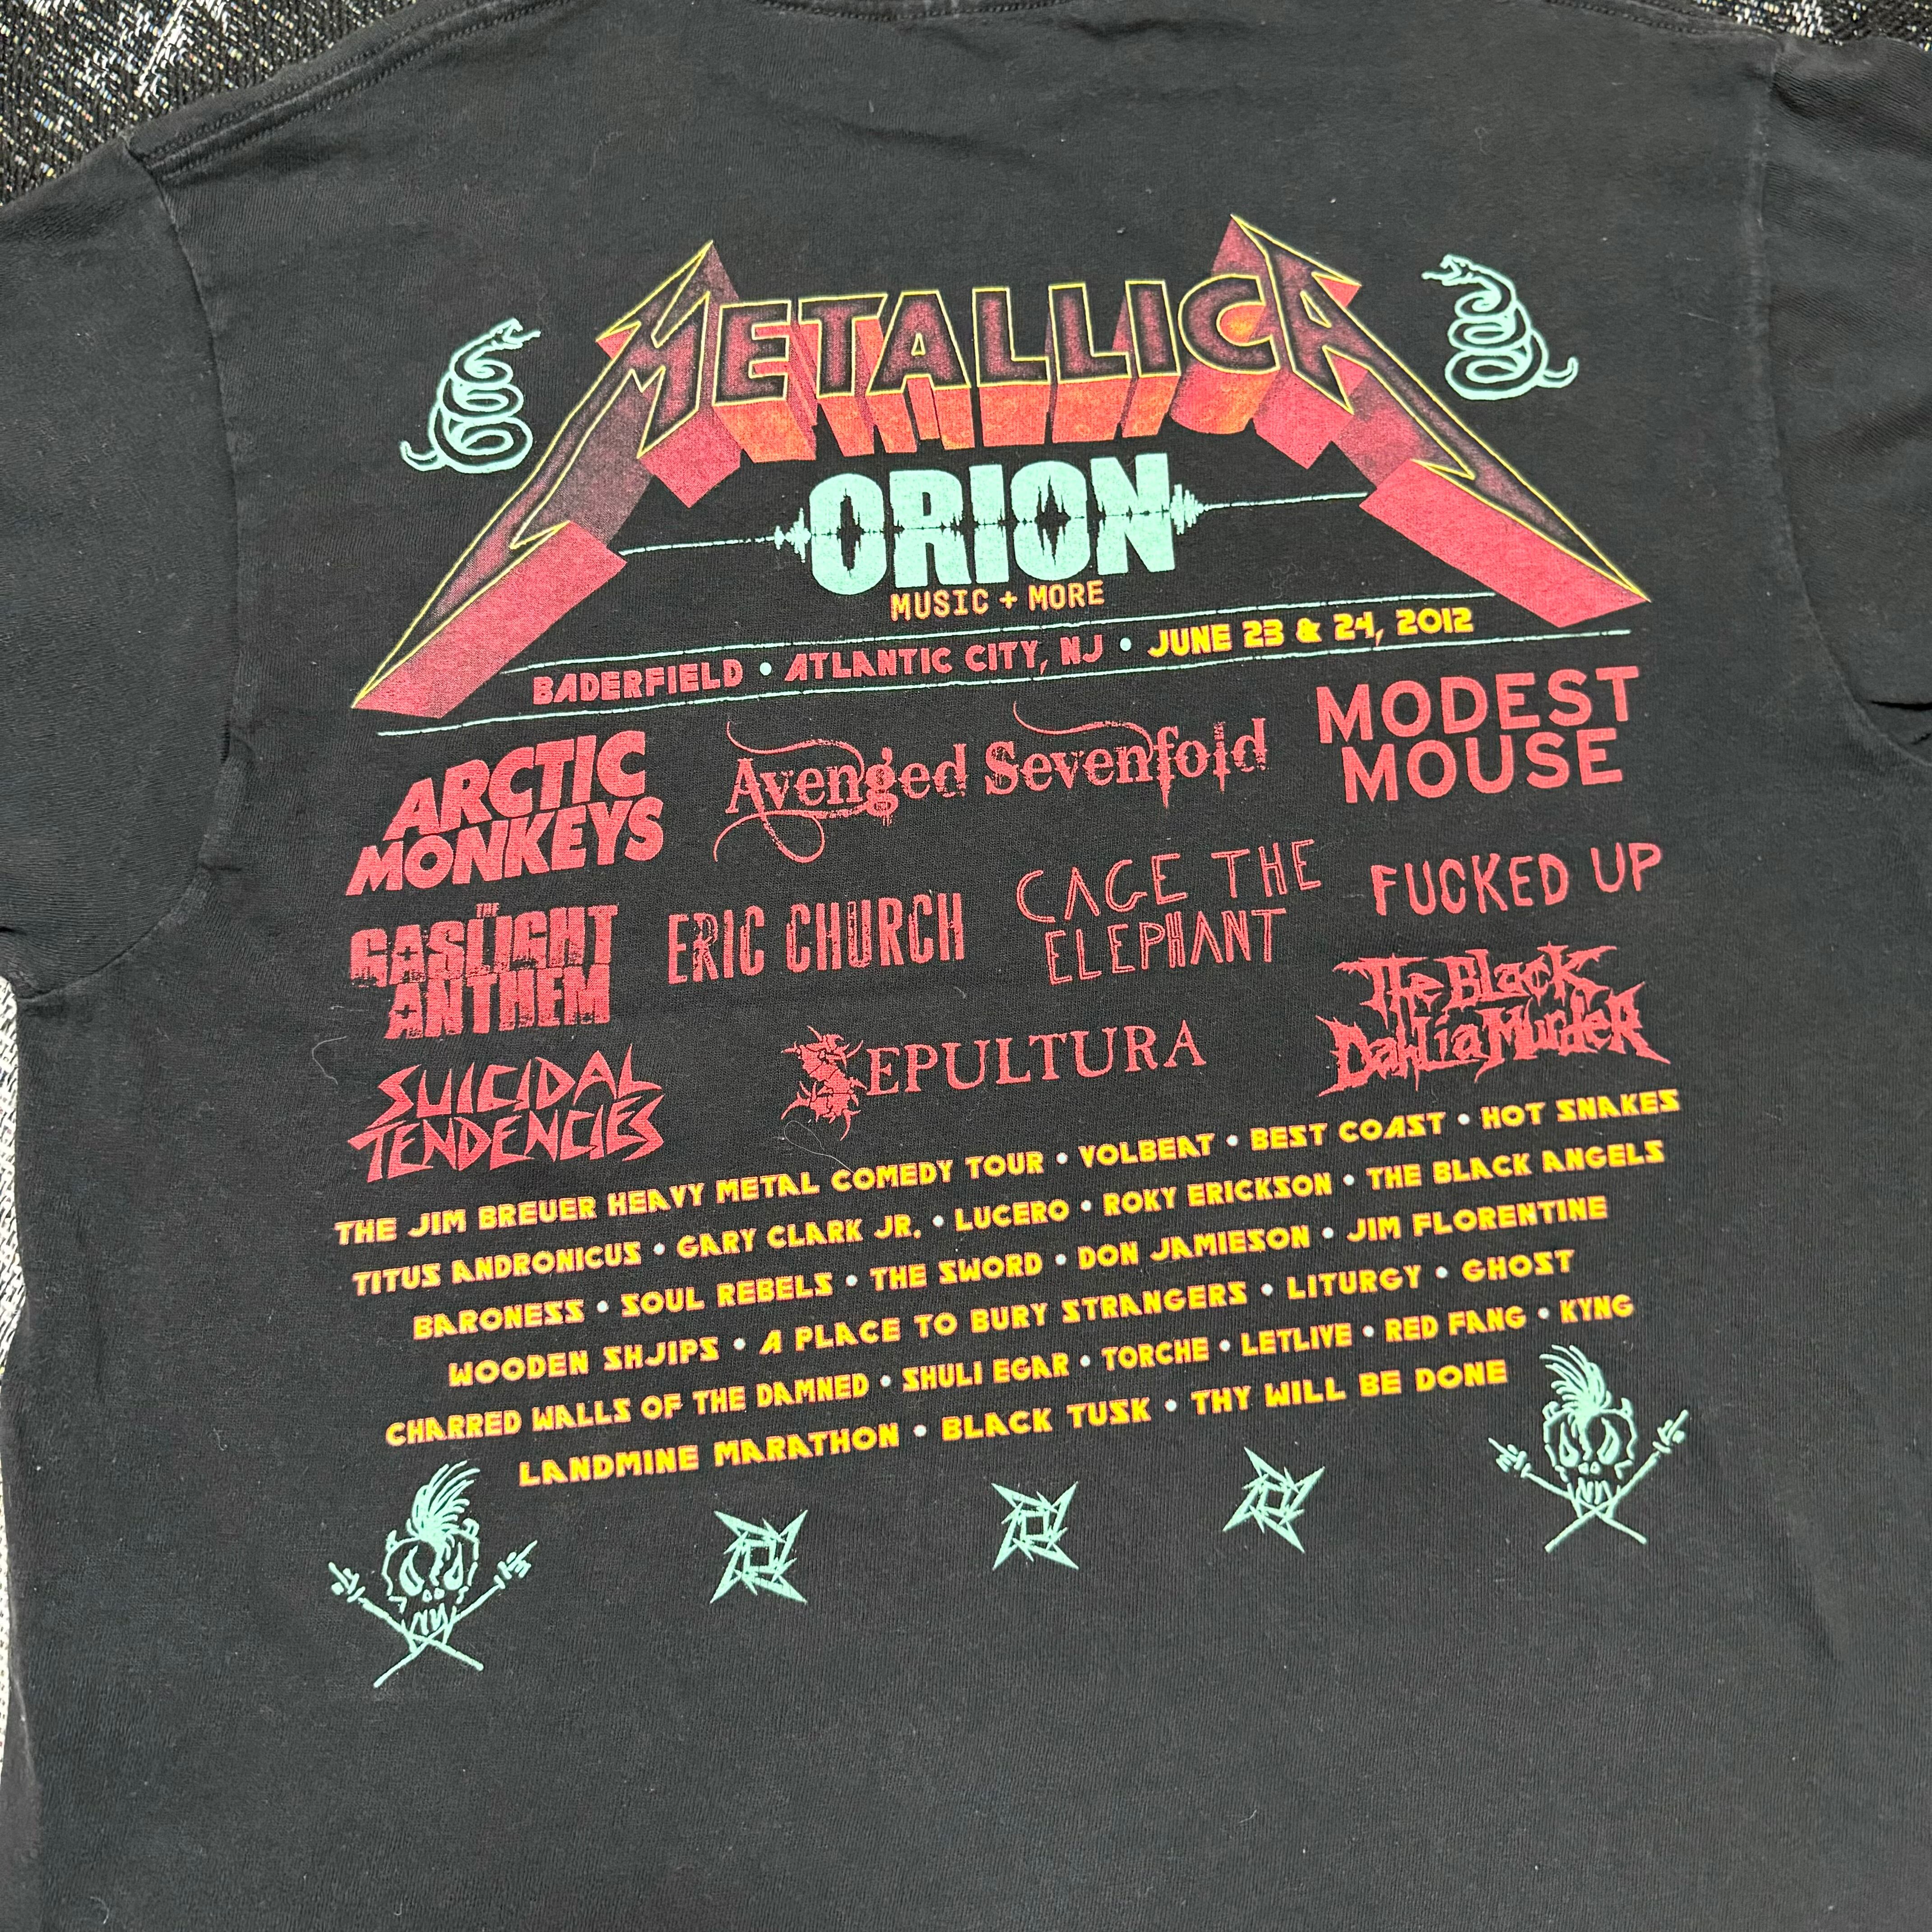 METALLICA
ORION
MUSIC + MORE
BADERFIELD • ATLANTIC CITY, NJ • JUNE 23 & 24, 2012
ARCTIC MONKEYS
Avenged Sevenfold
MODEST MOUSE
THE GASLIGHT ANTHEM
ERIC CHURCH
CAGE THE ELEPHANT
FUCKED UP
SUICIDAL TENDENCIES
SEPULTURA
The Black Dahlia Murder
THE JIM BREUER HEAVY METAL COMEDY TOUR • VOLBEAT • BEST COAST • HOT SNAKES
TITUS ANDRONICUS • GARY CLARK JR. • LUCERO • ROKY ERICKSON • THE BLACK ANGELS
BARONESS • SOUL REBELS • THE SWORD • DON JAMIESON • JIM FLORENTINE
WOODEN SHJIPS • A PLACE TO BURY STRANGERS • LITURGY • GHOST
CHARRED WALLS OF THE DAMNED • SHULI EGAR • TORCHE • LETLIVE • RED FANG • KYNG
LANDMINE MARATHON • BLACK TUSK • THY WILL BE DONE